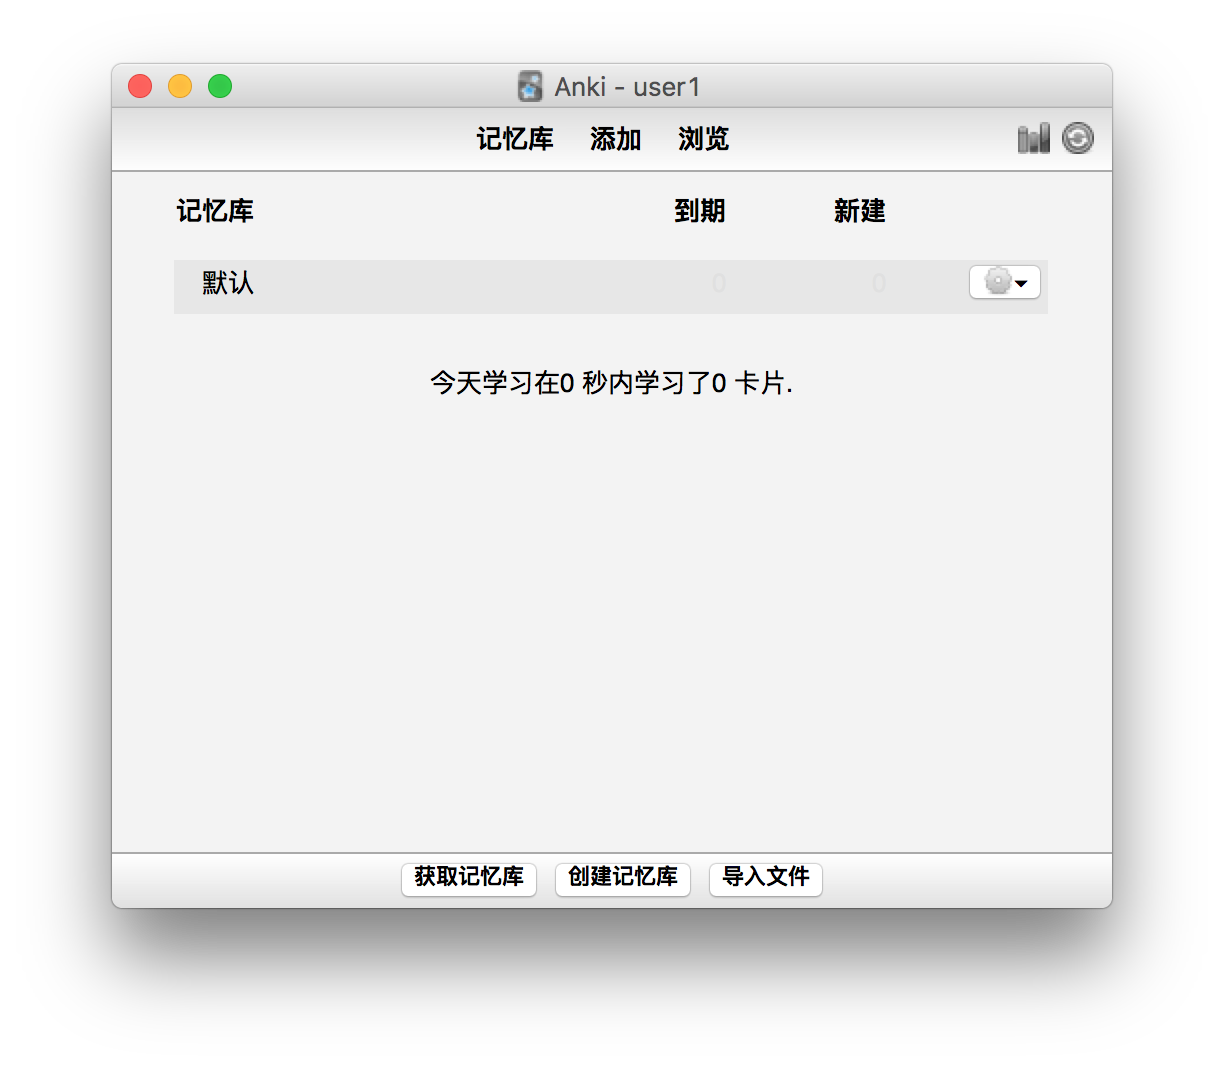 Anki - user1
记忆库 添加 浏览
记忆库 到期 新建
默认 0 0
今天学习在0 秒内学习了0 卡片.
获取记忆库 创建记忆库 导入文件